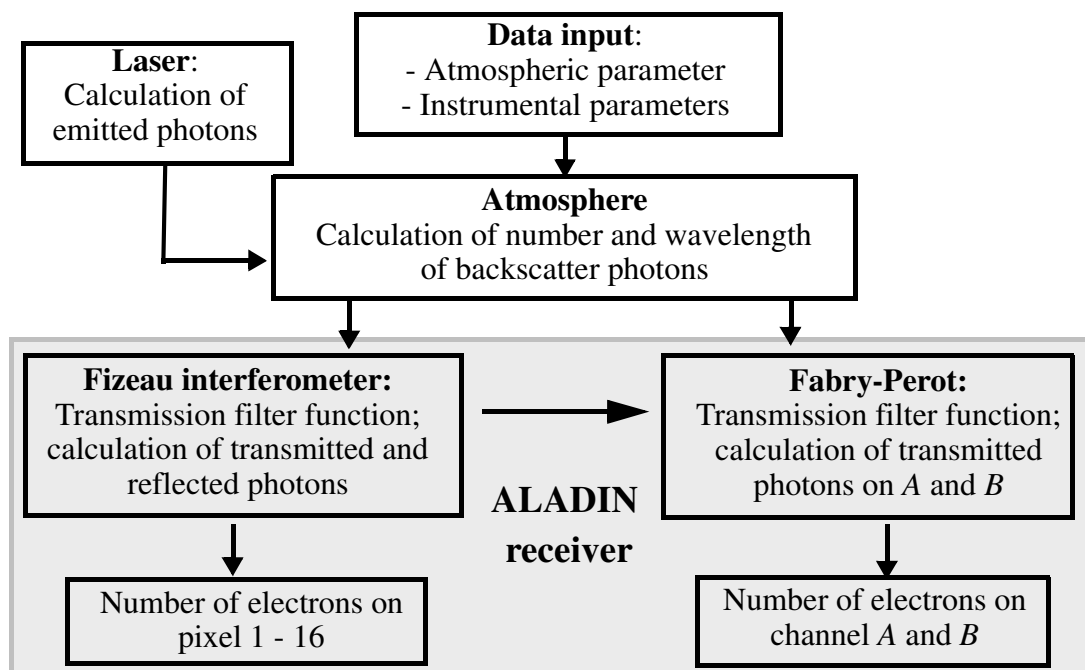 Laser:
Calculation of
emitted photons
Data input:
- Atmospheric parameter
- Instrumental parameters
Atmosphere
Calculation of number and wavelength
of backscatter photons
Fizeau interferometer:
Transmission filter function;
calculation of transmitted and
reflected photons
Fabry-Perot:
Transmission filter function;
calculation of transmitted
photons on A and B
ALADIN
receiver
Number of electrons on
pixel 1 - 16
Number of electrons on
channel A and B